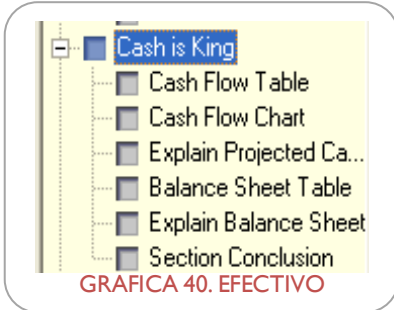 Cash is King
Cash Flow Table
Cash Flow Chart
Explain Projected Ca...
Balance Sheet Table
Explain Balance Sheet
Section Conclusion
GRAFICA 40. EFECTIVO